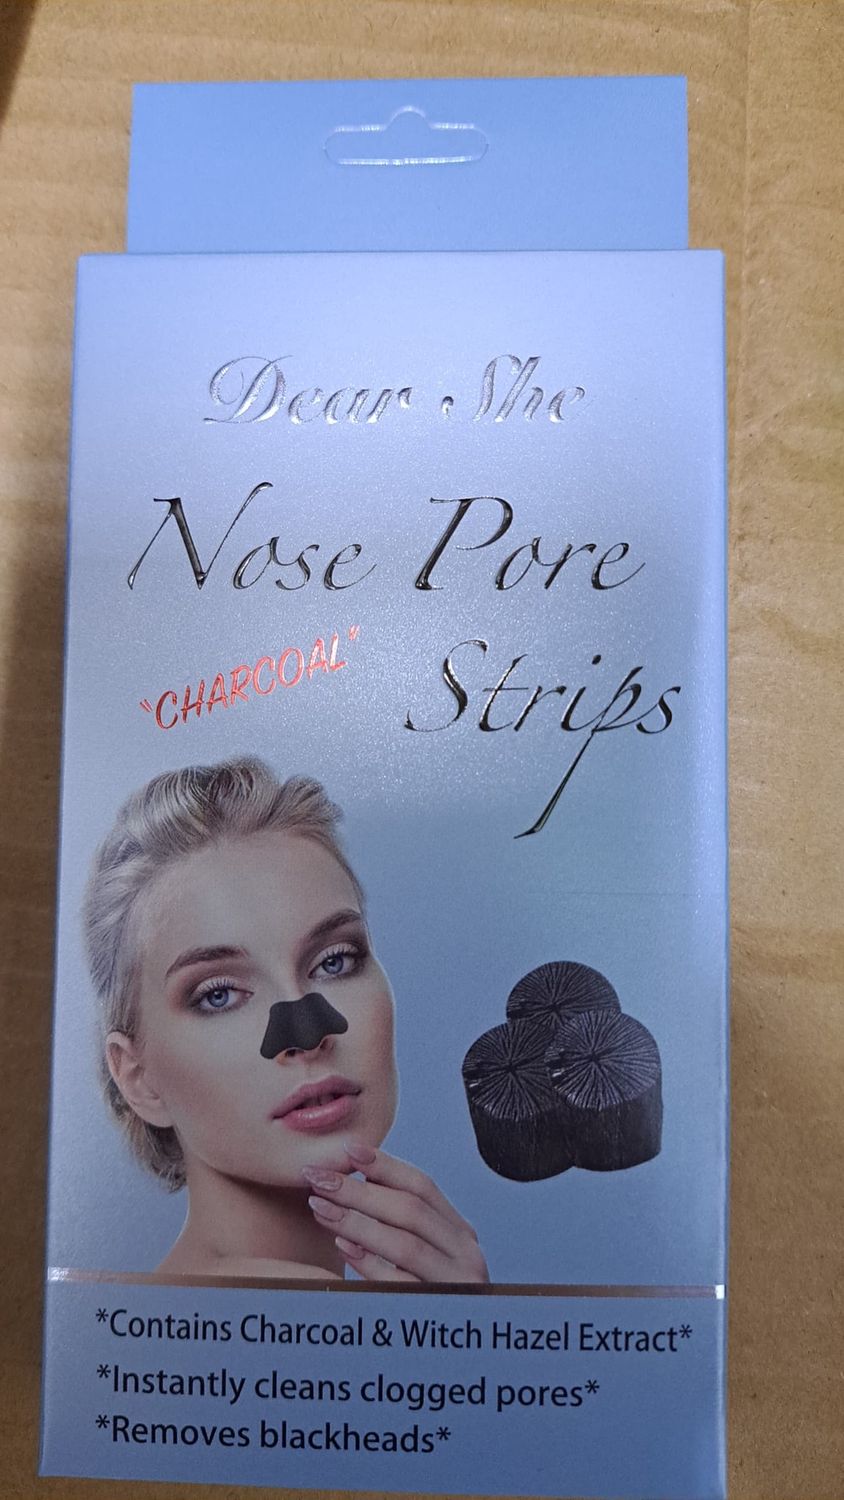 Dear She
Nose Pore
"CHARCOAL"
Strips
*Contains Charcoal & Witch Hazel Extract*
*Instantly cleans clogged pores*
*Removes blackheads*